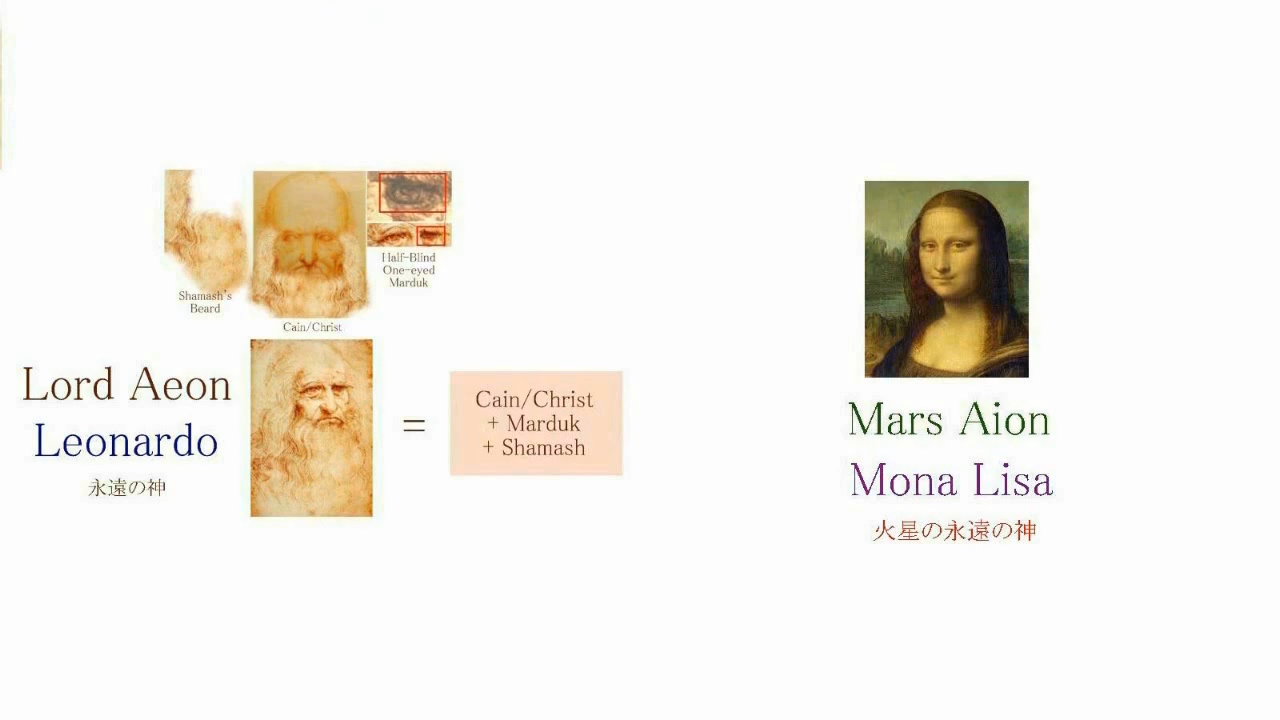 Shamash's
Beard
Half-Blind
One-eyed
Marduk
Cain/Christ
Lord Aeon
Leonardo
永遠の神
=
Cain/Christ
+ Marduk
+ Shamash
Mars Aion
Mona Lisa
火星の永遠の神